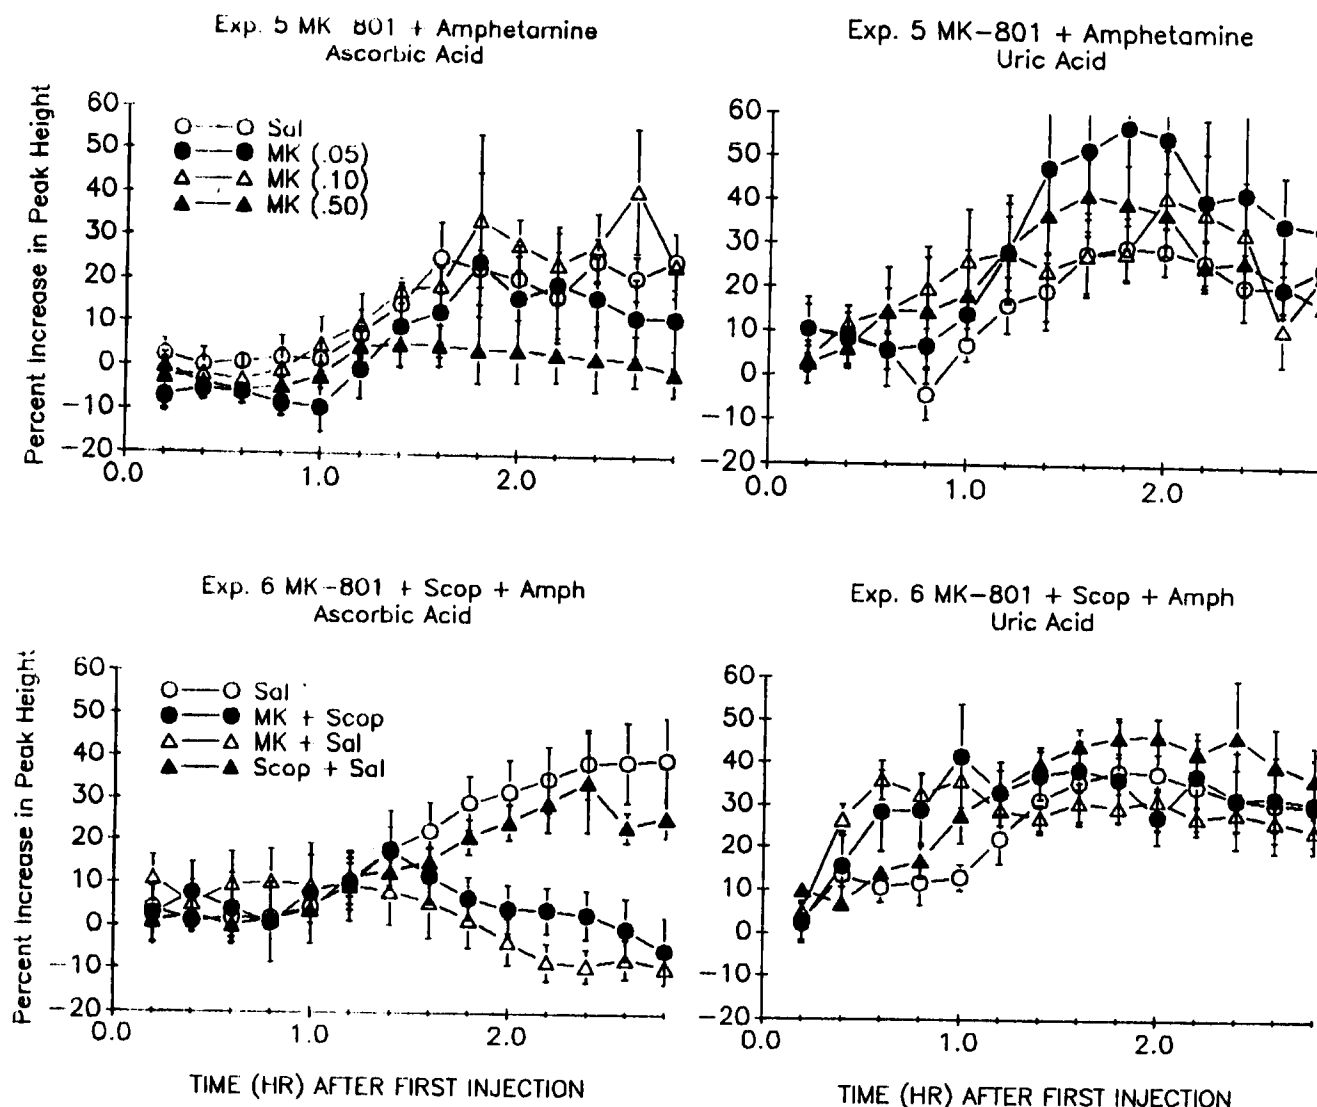 Exp. 5 MK-801 + Amphetamine
Ascorbic Acid
Percent Increase in Peak Height
60
50
40
30
20
10
0
-10
-20
Sal
MK (.05)
MK (.10)
MK (.50)
0.0 1.0 2.0
Exp. 5 MK-801 + Amphetamine
Uric Acid
60
50
40
30
20
10
0
-10
-20
0.0 1.0 2.0
Exp. 6 MK-801 + Scop + Amph
Ascorbic Acid
Percent Increase in Peak Height
60
50
40
30
20
10
0
-10
-20
Sal
MK + Scop
MK + Sal
Scop + Sal
0.0 1.0 2.0
TIME (HR) AFTER FIRST INJECTION
Exp. 6 MK-801 + Scop + Amph
Uric Acid
60
50
40
30
20
10
0
-10
-20
0.0 1.0 2.0
TIME (HR) AFTER FIRST INJECTION